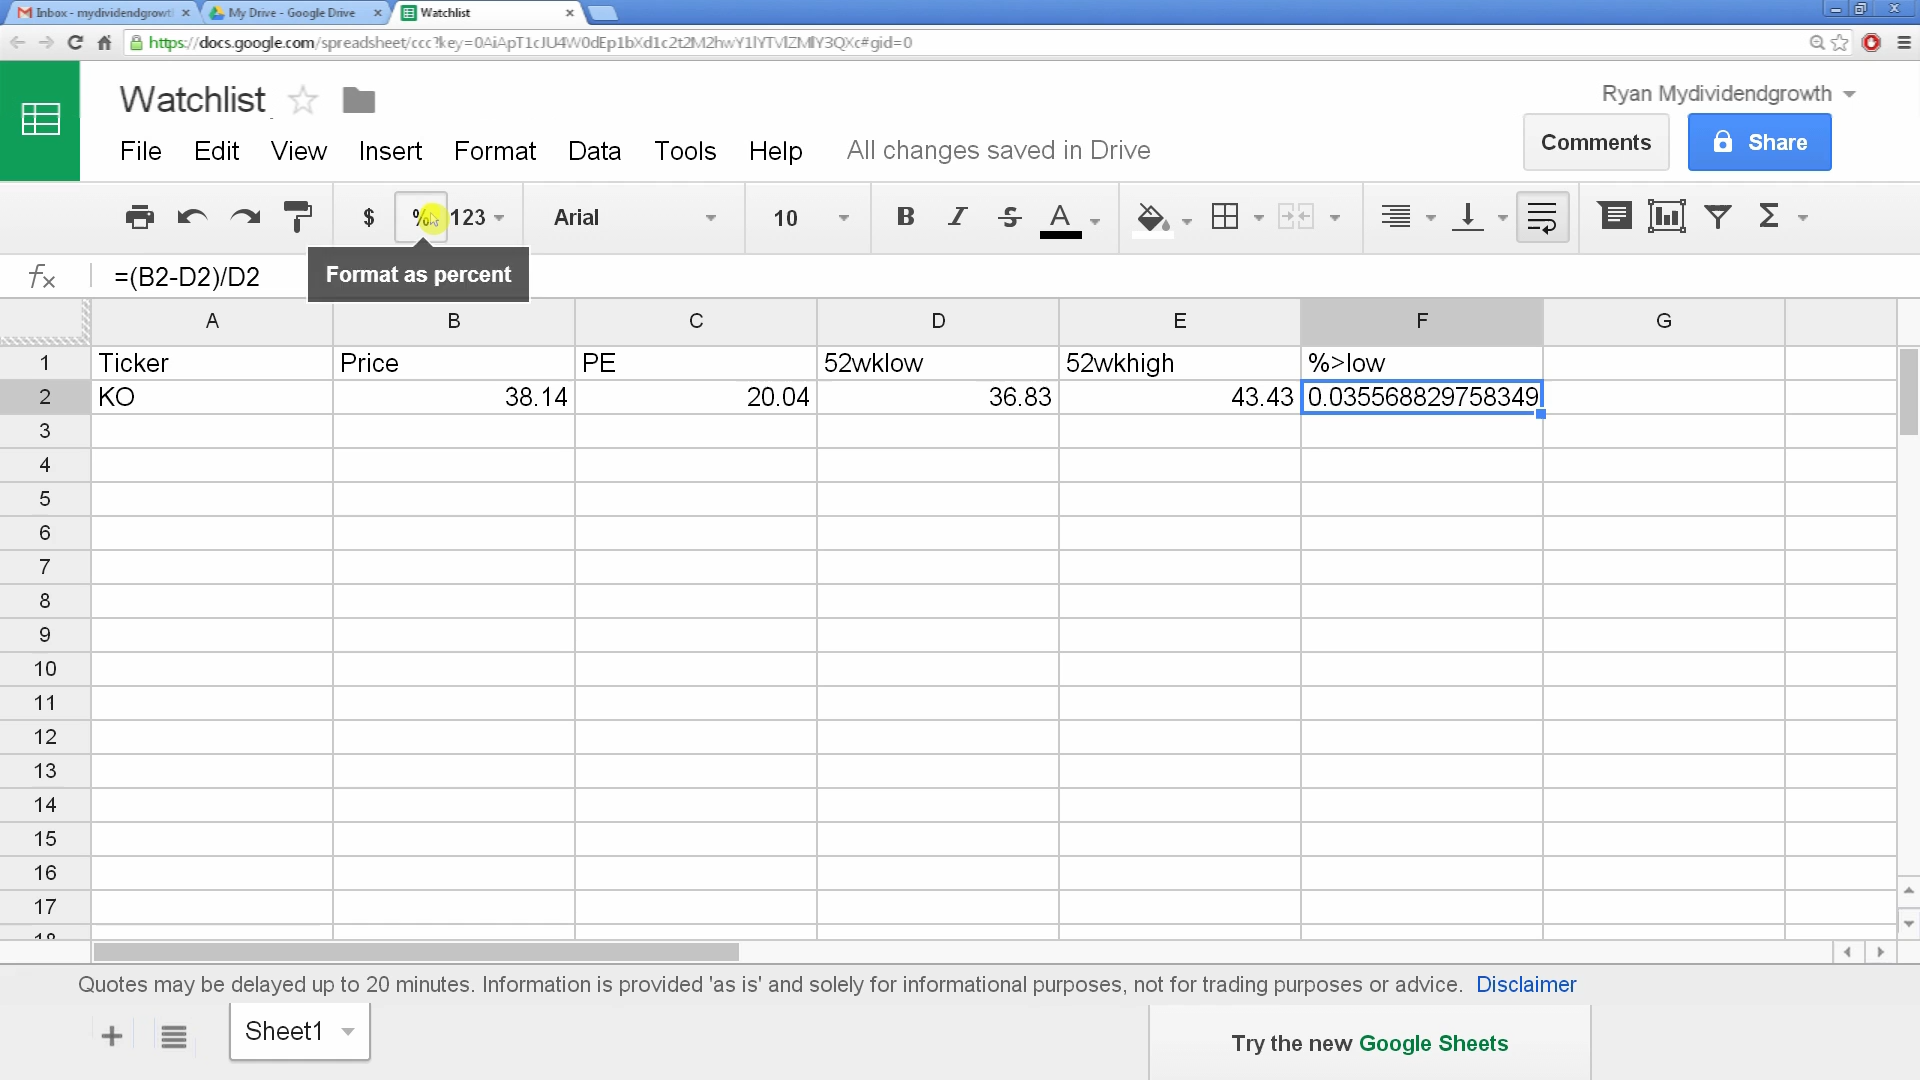 Inbox - mydividendgrowt
My Drive - Google Drive
Watchlist
https://docs.google.com/spreadsheet/ccc?key=0AiApT1cJU4W0dEp1bXd1c2t2M2hwY1lYTVlZMlY3QXc#gid=0
Watchlist
Ryan Mydividendgrowth
File Edit View Insert Format Data Tools Help All changes saved in Drive
Comments
Share
$ % 123 Arial 10 B I S A Σ
fx =(B2-D2)/D2
Format as percent
A B C D E F G
1 Ticker Price PE 52wklow 52wkhigh %>low
2 KO 38.14 20.04 36.83 43.43 0.035568829758349
3
4
5
6
7
8
9
10
11
12
13
14
15
16
17
18
Quotes may be delayed up to 20 minutes. Information is provided 'as is' and solely for informational purposes, not for trading purposes or advice. Disclaimer
Sheet1
Try the new Google Sheets